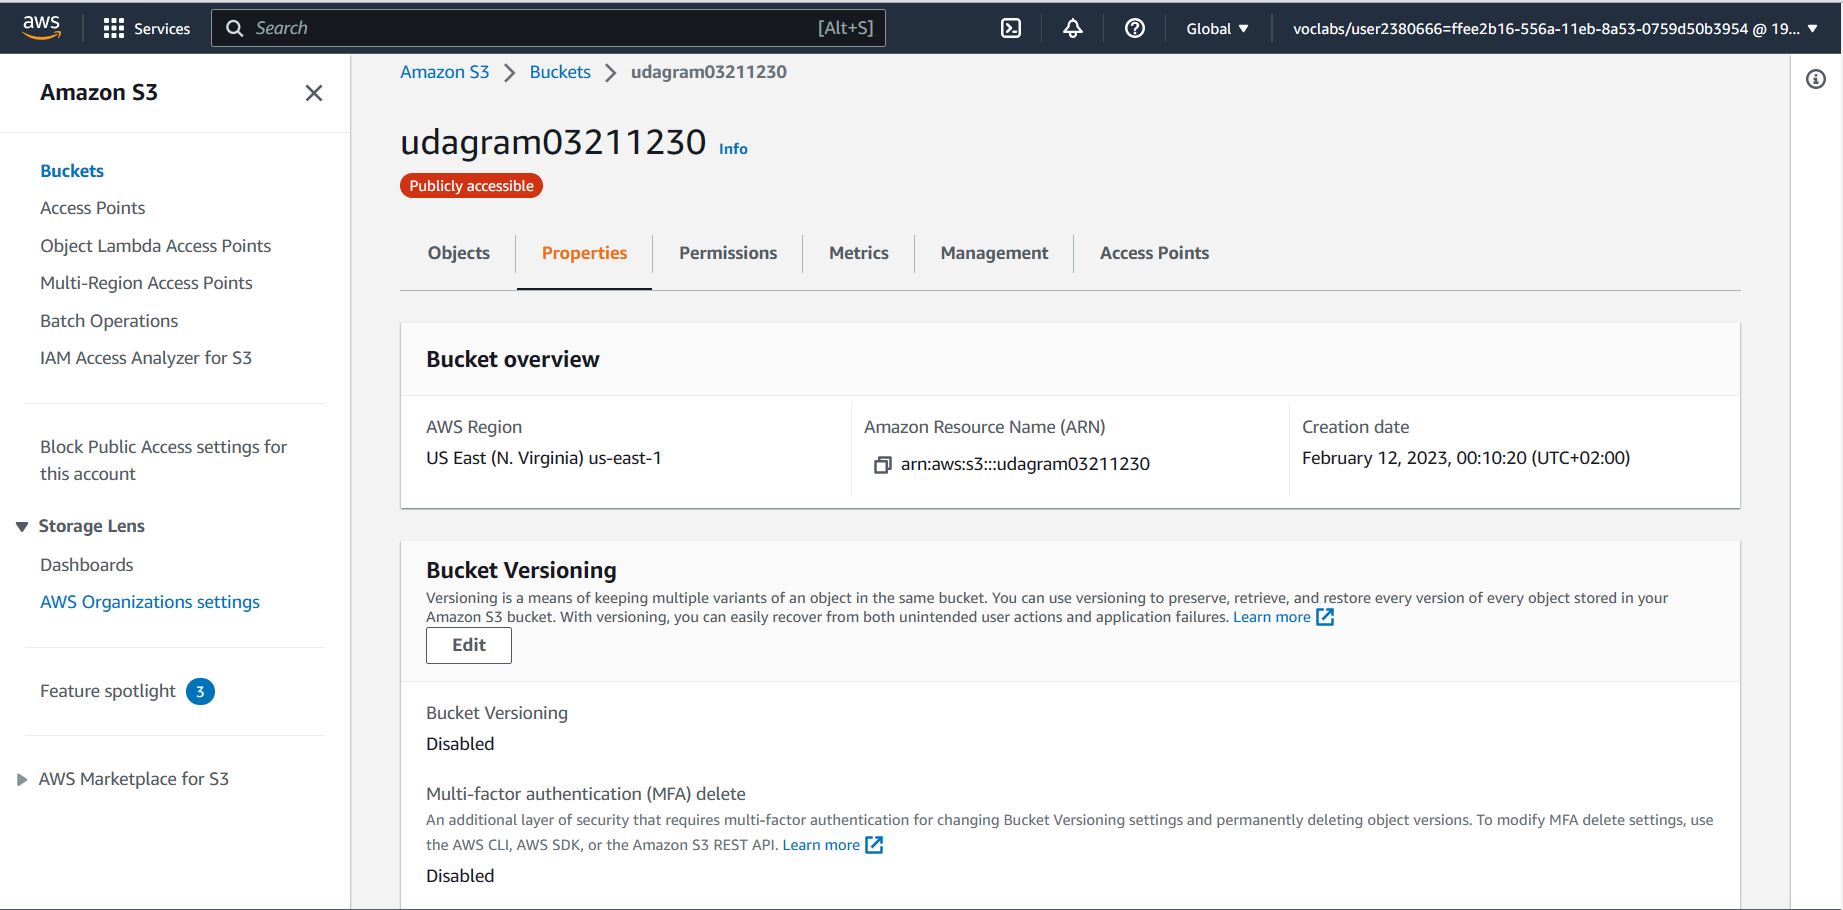 aws Services Search [Alt+S] Global voclabs/user2380666=ffee2b16-556a-11eb-8a53-0759d50b3954 @ 19...
Amazon S3
Buckets
Access Points
Object Lambda Access Points
Multi-Region Access Points
Batch Operations
IAM Access Analyzer for S3
Block Public Access settings for
this account
Storage Lens
Dashboards
AWS Organizations settings
Feature spotlight 3
AWS Marketplace for S3
Amazon S3 > Buckets > udagram03211230
udagram03211230 Info
Publicly accessible
Objects Properties Permissions Metrics Management Access Points
Bucket overview
AWS Region
US East (N. Virginia) us-east-1
Amazon Resource Name (ARN)
arn:aws:s3:::udagram03211230
Creation date
February 12, 2023, 00:10:20 (UTC+02:00)
Bucket Versioning
Versioning is a means of keeping multiple variants of an object in the same bucket. You can use versioning to preserve, retrieve, and restore every version of every object stored in your
Amazon S3 bucket. With versioning, you can easily recover from both unintended user actions and application failures. Learn more
Edit
Bucket Versioning
Disabled
Multi-factor authentication (MFA) delete
An additional layer of security that requires multi-factor authentication for changing Bucket Versioning settings and permanently deleting object versions. To modify MFA delete settings, use
the AWS CLI, AWS SDK, or the Amazon S3 REST API. Learn more
Disabled